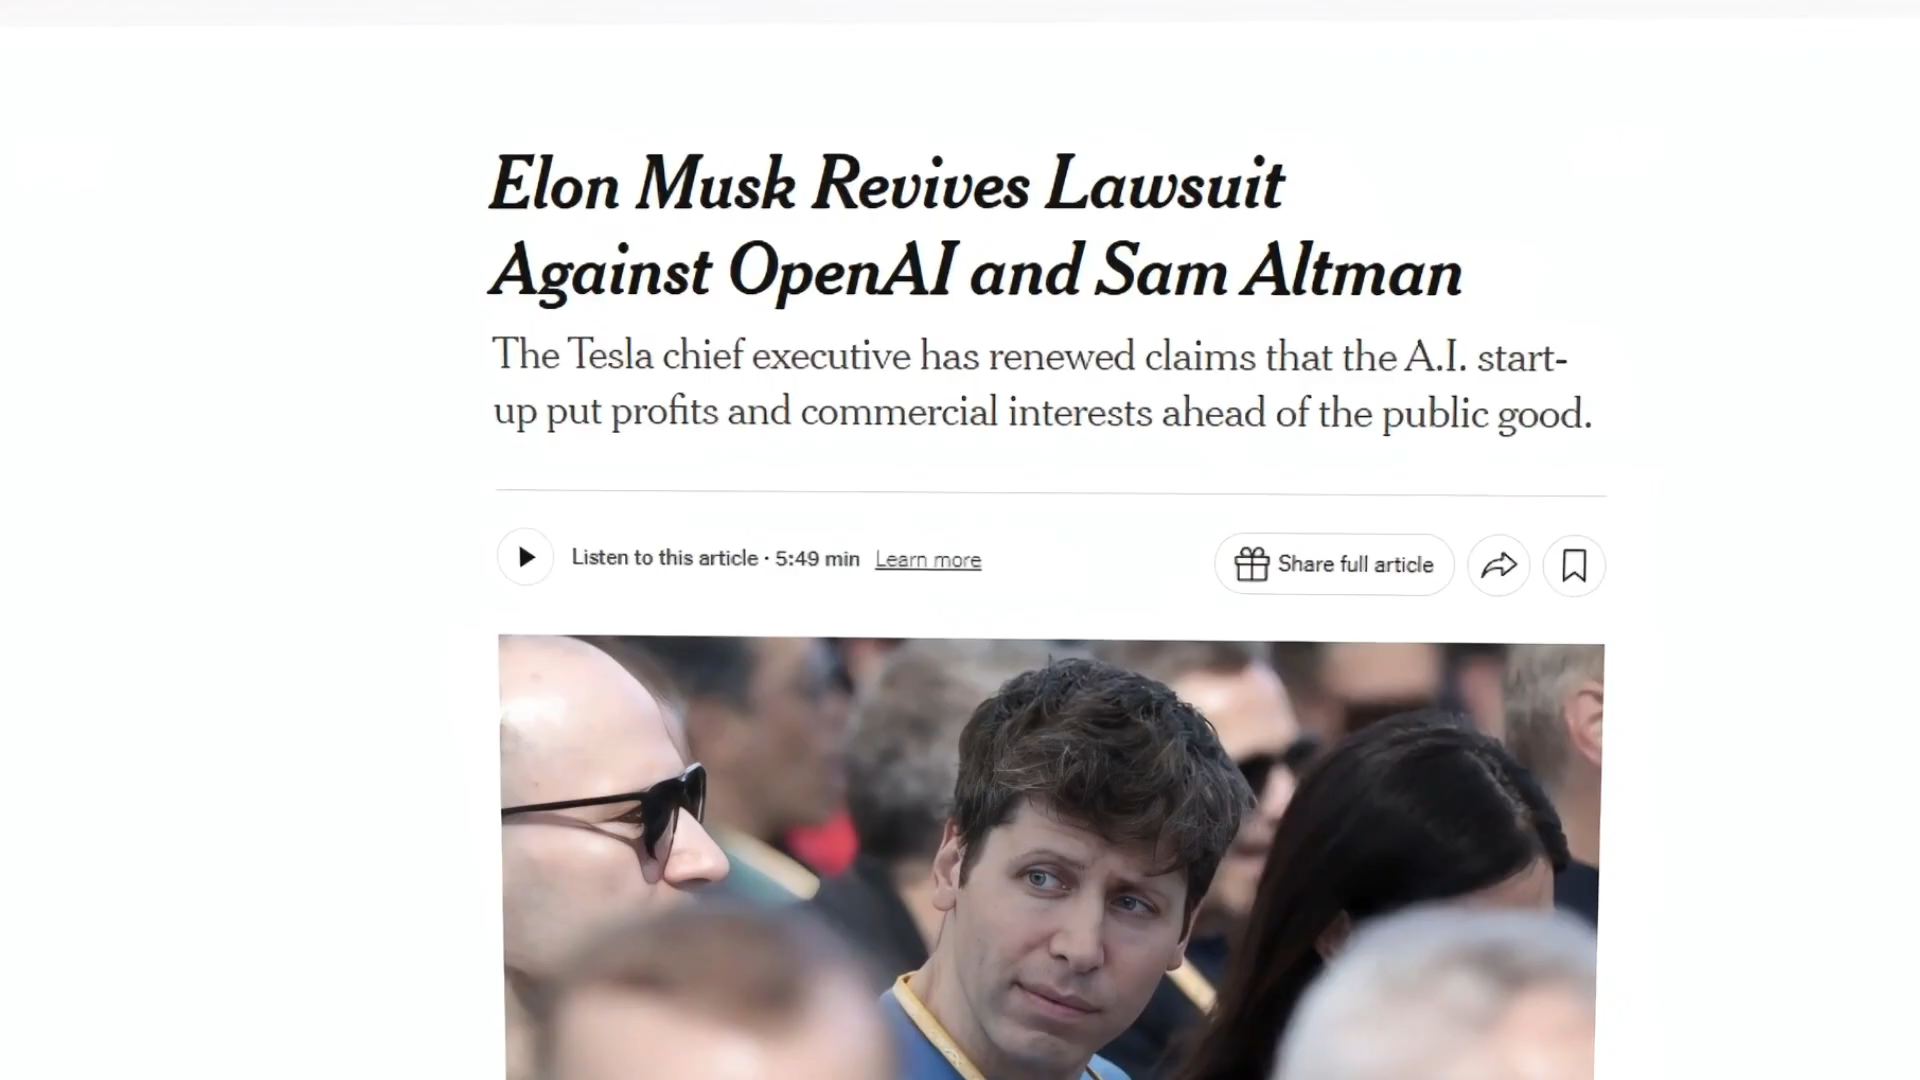 Elon Musk Revives Lawsuit
Against OpenAI and Sam Altman
The Tesla chief executive has renewed claims that the A.I. start-
up put profits and commercial interests ahead of the public good.
Listen to this article · 5:49 min Learn more
Share full article